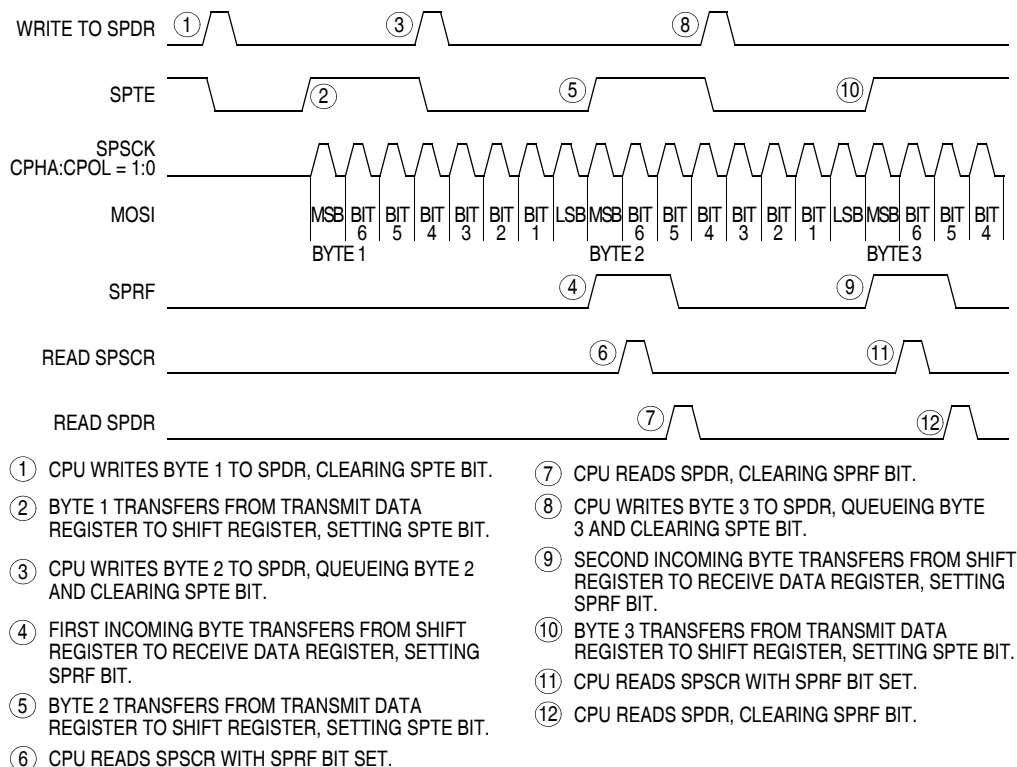 WRITE TO SPDR
1
3
8
SPTE
2
5
10
SPSCK
CPHA:CPOL = 1:0
MOSI
MSB BIT BIT BIT BIT BIT BIT LSB MSB BIT BIT BIT BIT BIT BIT LSB MSB BIT BIT BIT
6 5 4 3 2 1 6 5 4 3 2 1 6 5 4
BYTE 1 BYTE 2 BYTE 3
SPRF
4
9
READ SPSCR
6
11
READ SPDR
7
12
1 CPU WRITES BYTE 1 TO SPDR, CLEARING SPTE BIT.
2 BYTE 1 TRANSFERS FROM TRANSMIT DATA
REGISTER TO SHIFT REGISTER, SETTING SPTE BIT.
3 CPU WRITES BYTE 2 TO SPDR, QUEUEING BYTE 2
AND CLEARING SPTE BIT.
4 FIRST INCOMING BYTE TRANSFERS FROM SHIFT
REGISTER TO RECEIVE DATA REGISTER, SETTING
SPRF BIT.
5 BYTE 2 TRANSFERS FROM TRANSMIT DATA
REGISTER TO SHIFT REGISTER, SETTING SPTE BIT.
6 CPU READS SPSCR WITH SPRF BIT SET.
7 CPU READS SPDR, CLEARING SPRF BIT.
8 CPU WRITES BYTE 3 TO SPDR, QUEUEING BYTE
3 AND CLEARING SPTE BIT.
9 SECOND INCOMING BYTE TRANSFERS FROM SHIFT
REGISTER TO RECEIVE DATA REGISTER, SETTING
SPRF BIT.
10 BYTE 3 TRANSFERS FROM TRANSMIT DATA
REGISTER TO SHIFT REGISTER, SETTING SPTE BIT.
11 CPU READS SPSCR WITH SPRF BIT SET.
12 CPU READS SPDR, CLEARING SPRF BIT.